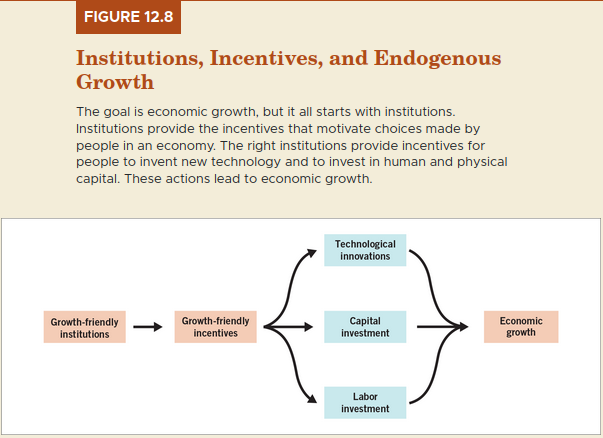 FIGURE 12.8
Institutions, Incentives, and Endogenous
Growth
The goal is economic growth, but it all starts with institutions.
Institutions provide the incentives that motivate choices made by
people in an economy. The right institutions provide incentives for
people to invent new technology and to invest in human and physical
capital. These actions lead to economic growth.
Growth-friendly
institutions
Growth-friendly
incentives
Technological
innovations
Capital
investment
Labor
investment
Economic
growth